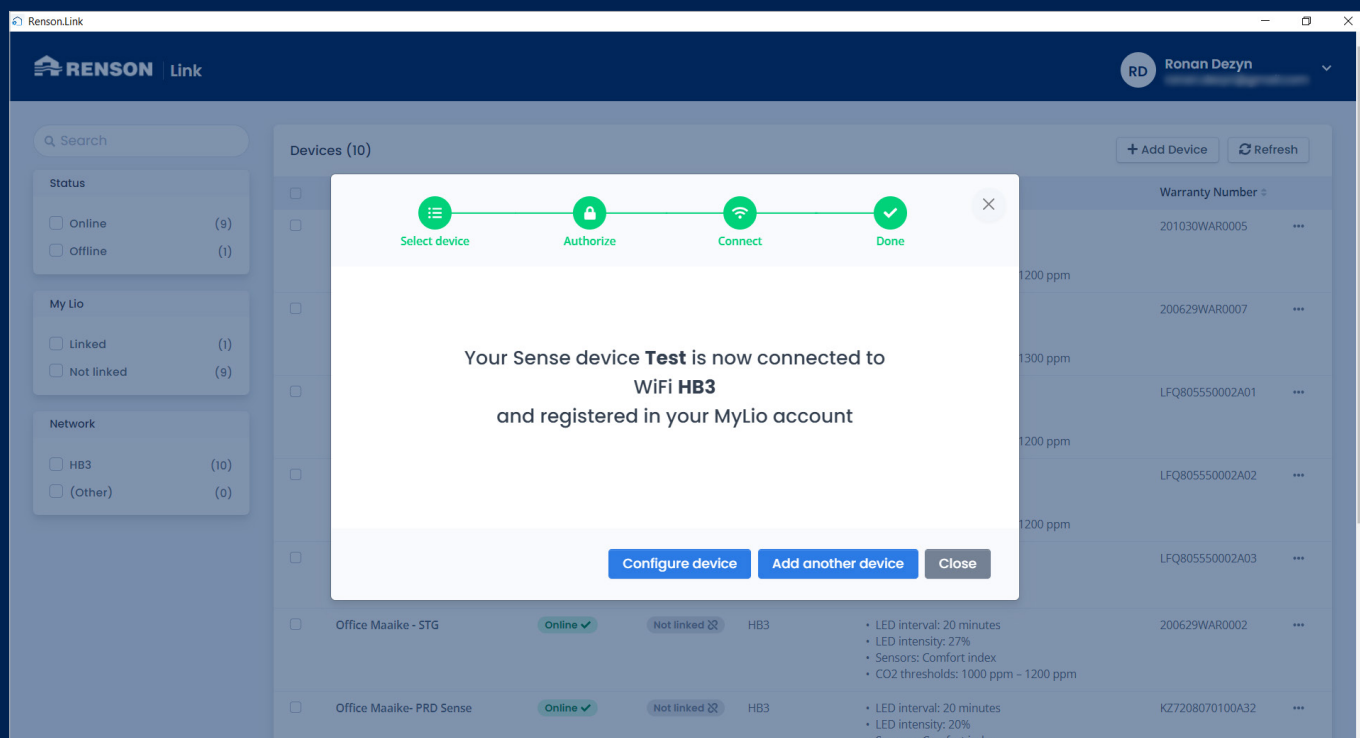 Renson.Link
RENSON Link
RD
Ronan Dezyn
Search
Status
Online (9)
Offline (1)
My Lio
Linked (1)
Not linked (9)
Network
HB3 (10)
(Other) (0)
Devices (10)
+ Add Device
Refresh
Warranty Number
201030WAR0005
1200 ppm
200629WAR0007
1300 ppm
LFQ805550002A01
1200 ppm
LFQ805550002A02
1200 ppm
LFQ805550002A03
Select device
Authorize
Connect
Done
Your Sense device Test is now connected to
WiFi HB3
and registered in your MyLio account
Configure device
Add another device
Close
Office Maaike - STG
Online
Not linked
HB3
• LED interval: 20 minutes
• LED intensity: 27%
• Sensors: Comfort index
• CO2 thresholds: 1000 ppm – 1200 ppm
200629WAR0002
Office Maaike- PRD Sense
Online
Not linked
HB3
• LED interval: 20 minutes
• LED intensity: 20%
KZ7208070100A32